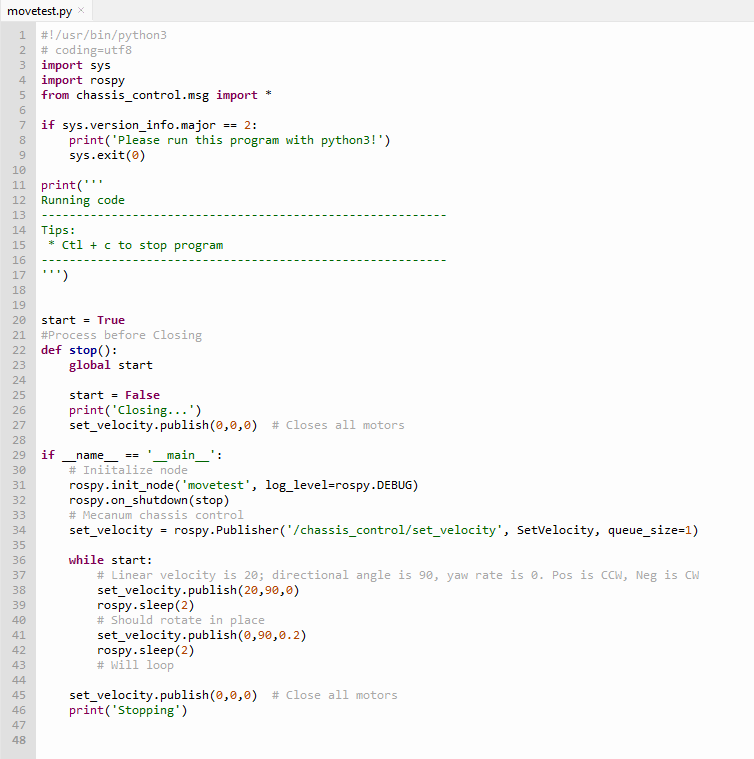 movetest.py ×
1 #!/usr/bin/python3
2 # coding=utf8
3 import sys
4 import rospy
5 from chassis_control.msg import *
6
7 if sys.version_info.major == 2:
8     print('Please run this program with python3!')
9     sys.exit(0)
10
11 print('''
12 Running code
13 ----------------------------------------------------------
14 Tips:
15  * Ctl + c to stop program
16 ----------------------------------------------------------
17 ''')
18
19
20 start = True
21 #Process before Closing
22 def stop():
23     global start
24
25     start = False
26     print('Closing...')
27     set_velocity.publish(0,0,0)  # Closes all motors
28
29 if __name__ == '__main__':
30     # Iniitalize node
31     rospy.init_node('movetest', log_level=rospy.DEBUG)
32     rospy.on_shutdown(stop)
33     # Mecanum chassis control
34     set_velocity = rospy.Publisher('/chassis_control/set_velocity', SetVelocity, queue_size=1)
35
36     while start:
37         # Linear velocity is 20; directional angle is 90, yaw rate is 0. Pos is CCW, Neg is CW
38         set_velocity.publish(20,90,0)
39         rospy.sleep(2)
40         # Should rotate in place
41         set_velocity.publish(0,90,0.2)
42         rospy.sleep(2)
43         # Will loop
44
45     set_velocity.publish(0,0,0)  # Close all motors
46     print('Stopping')
47
48